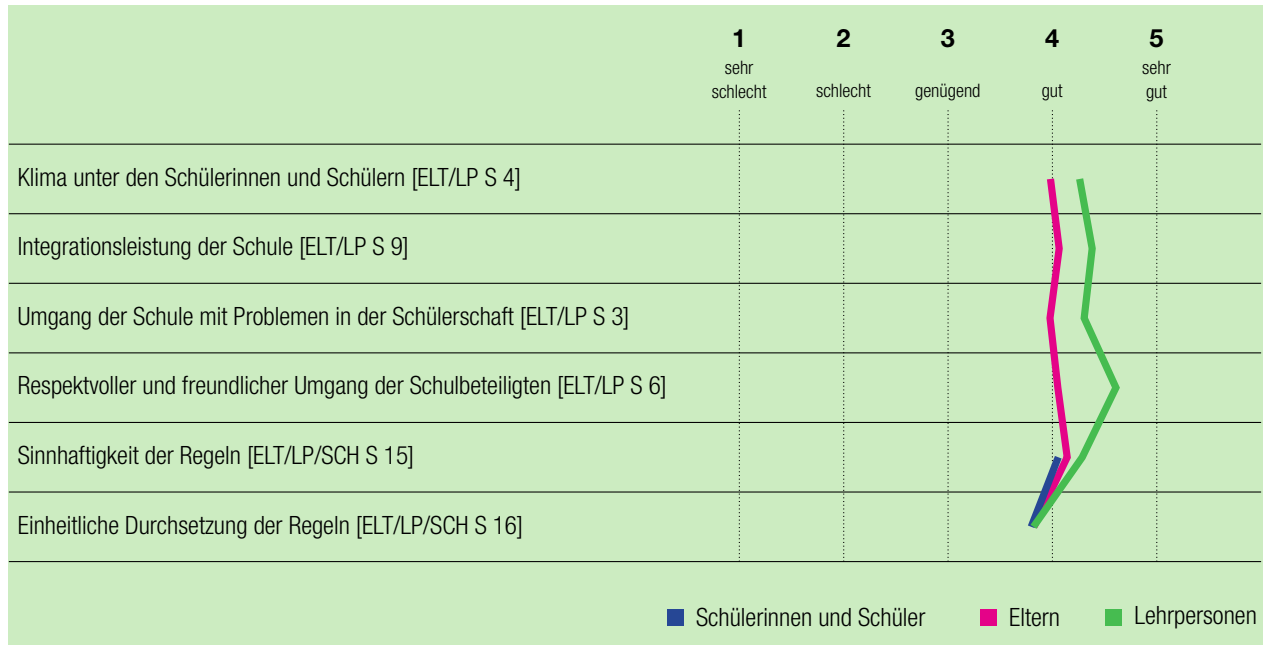 1 2 3 4 5
sehr schlecht schlecht genügend gut sehr gut
Klima unter den Schülerinnen und Schülern [ELT/LP S 4]
Integrationsleistung der Schule [ELT/LP S 9]
Umgang der Schule mit Problemen in der Schülerschaft [ELT/LP S 3]
Respektvoller und freundlicher Umgang der Schulbeteiligten [ELT/LP S 6]
Sinnhaftigkeit der Regeln [ELT/LP/SCH S 15]
Einheitliche Durchsetzung der Regeln [ELT/LP/SCH S 16]
Schülerinnen und Schüler Eltern Lehrpersonen